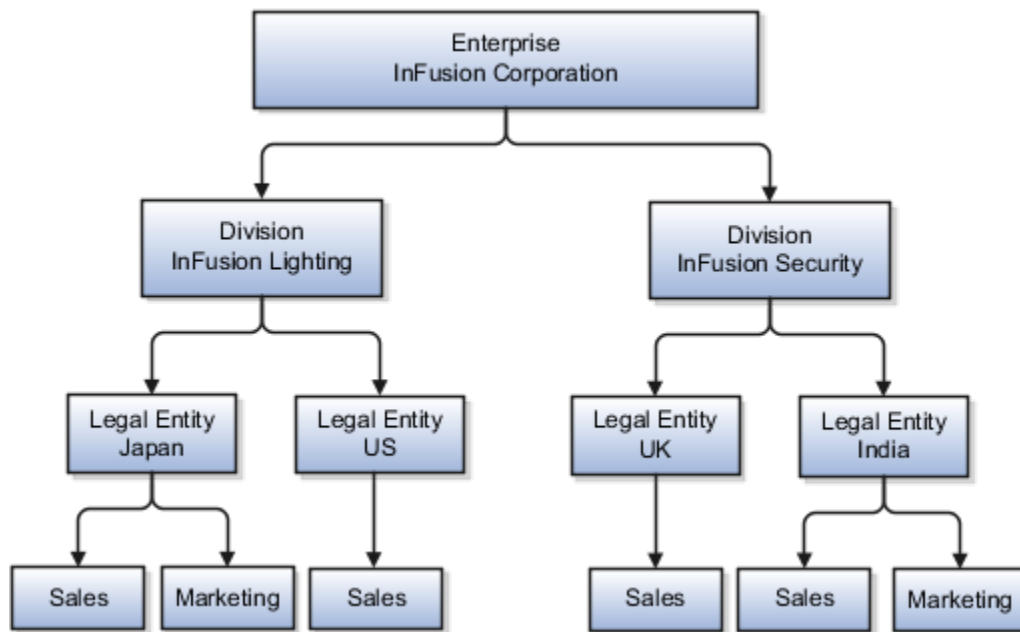 Enterprise
InFusion Corporation
Division
InFusion Lighting
Division
InFusion Security
Legal Entity
Japan
Legal Entity
US
Legal Entity
UK
Legal Entity
India
Sales
Marketing
Sales
Sales
Sales
Marketing